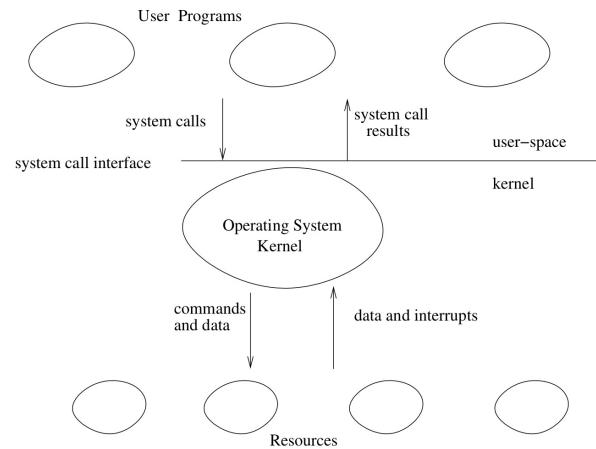 User Programs
system calls
system call
results
user−space
system call interface
kernel
Operating System
Kernel
commands
and data
data and interrupts
Resources